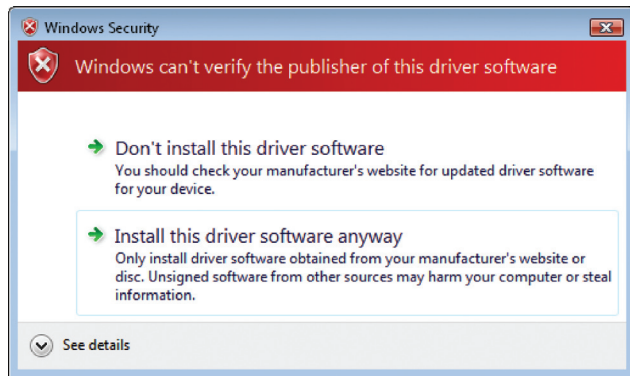 Windows Security
Windows can't verify the publisher of this driver software
Don't install this driver software
You should check your manufacturer's website for updated driver software
for your device.
Install this driver software anyway
Only install driver software obtained from your manufacturer's website or
disc. Unsigned software from other sources may harm your computer or steal
information.
See details